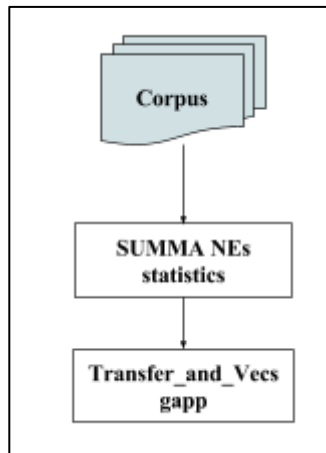 Corpus
SUMMA NEs
statistics
Transfer_and_Vecs
gapp